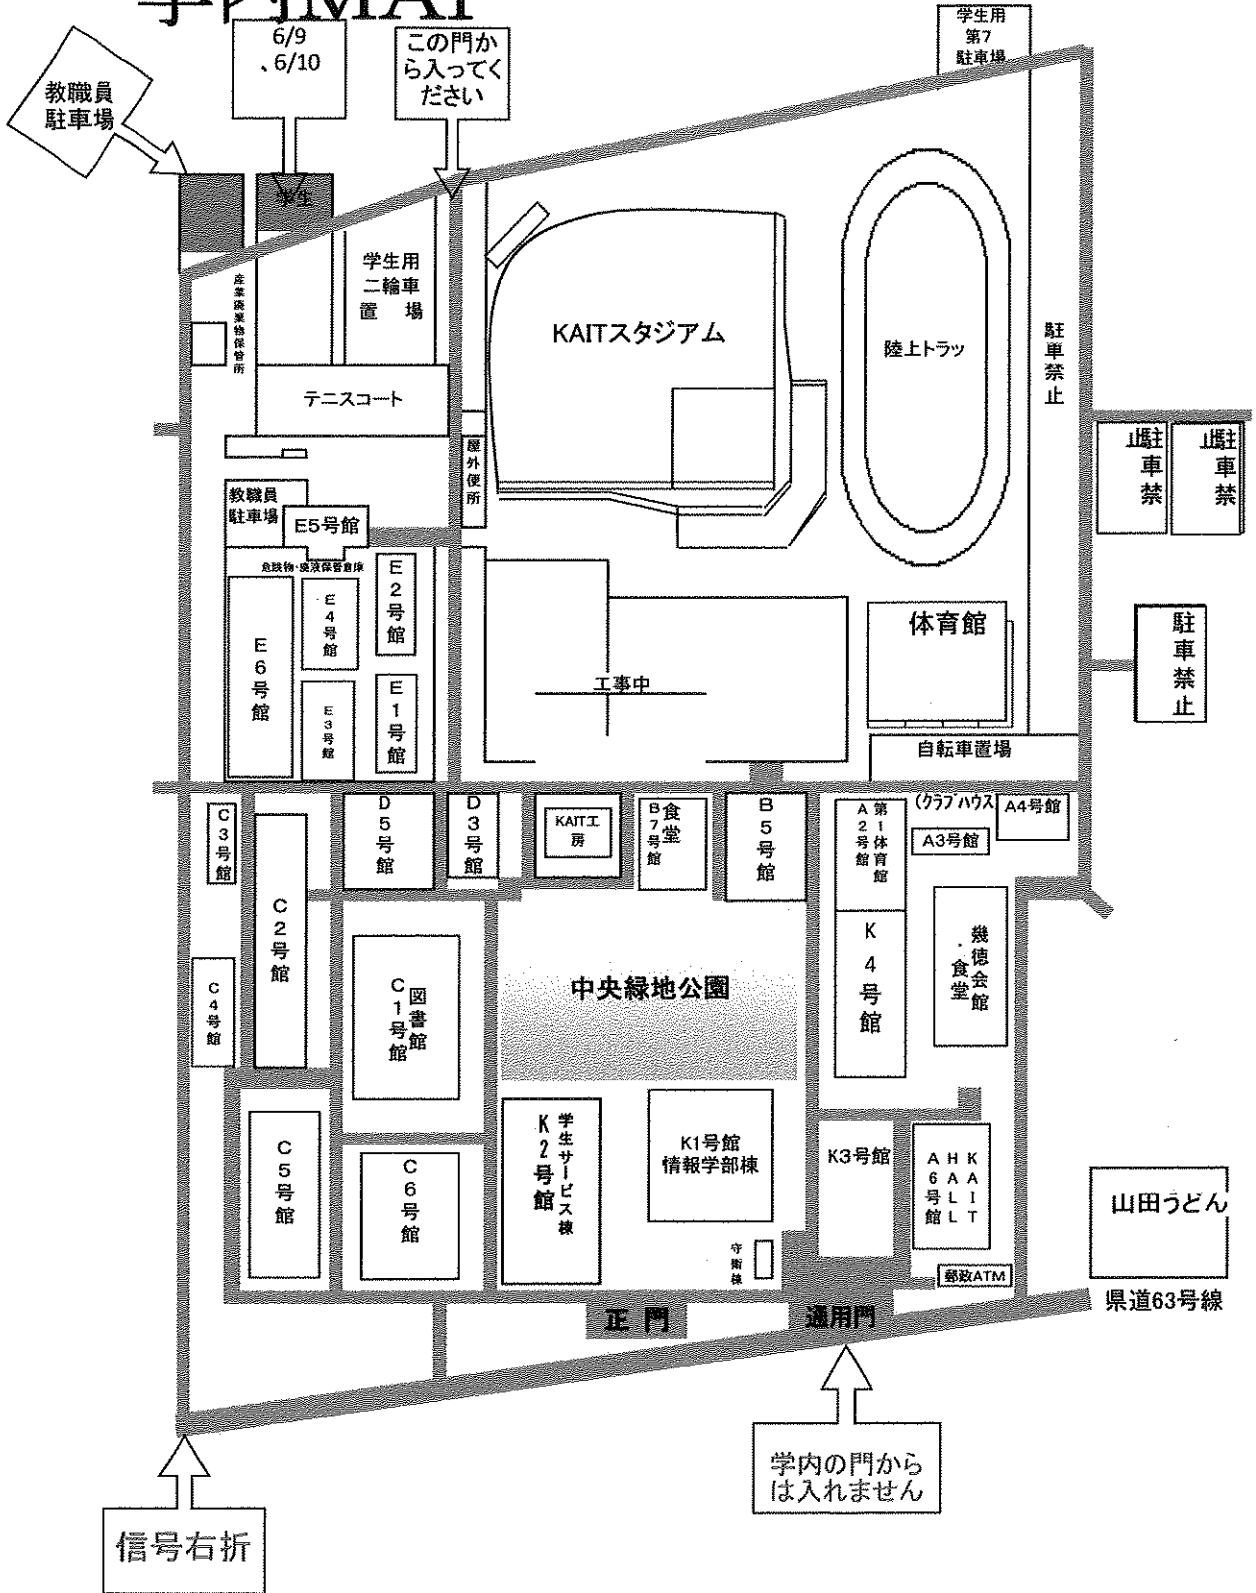 学内MAP
6/9
、6/10
この門か
ら入ってく
ださい
学生用
第7
駐車場
教職員
駐車場
学生
学生用
二輪車
置 場
産業廃棄物保管所
KAITスタジアム
陸上トラッ
駐車禁止
テニスコート
屋外便所
駐車禁止
駐車禁止
教職員
駐車場
E5号館
危険物・廃液保管倉庫
E2号館
E4号館
E6号館
E1号館
E3号館
工事中
体育館
駐車禁止
自転車置場
C3号館
D5号館
D3号館
KAIT工
房
食堂
B7号館
B5号館
第1体育館
A2号館
(クラブハウス
A4号館
A3号館
C2号館
C4号館
図書館
C1号館
中央緑地公園
K4号館
幾徳会館
・食堂
C5号館
C6号館
学生サービス棟
K2号館
K1号館
情報学部棟
K3号館
KAIT
HALL
A6号館
守衛棟
郵政ATM
山田うどん
県道63号線
正 門
通用門
学内の門から
は入れません
信号右折